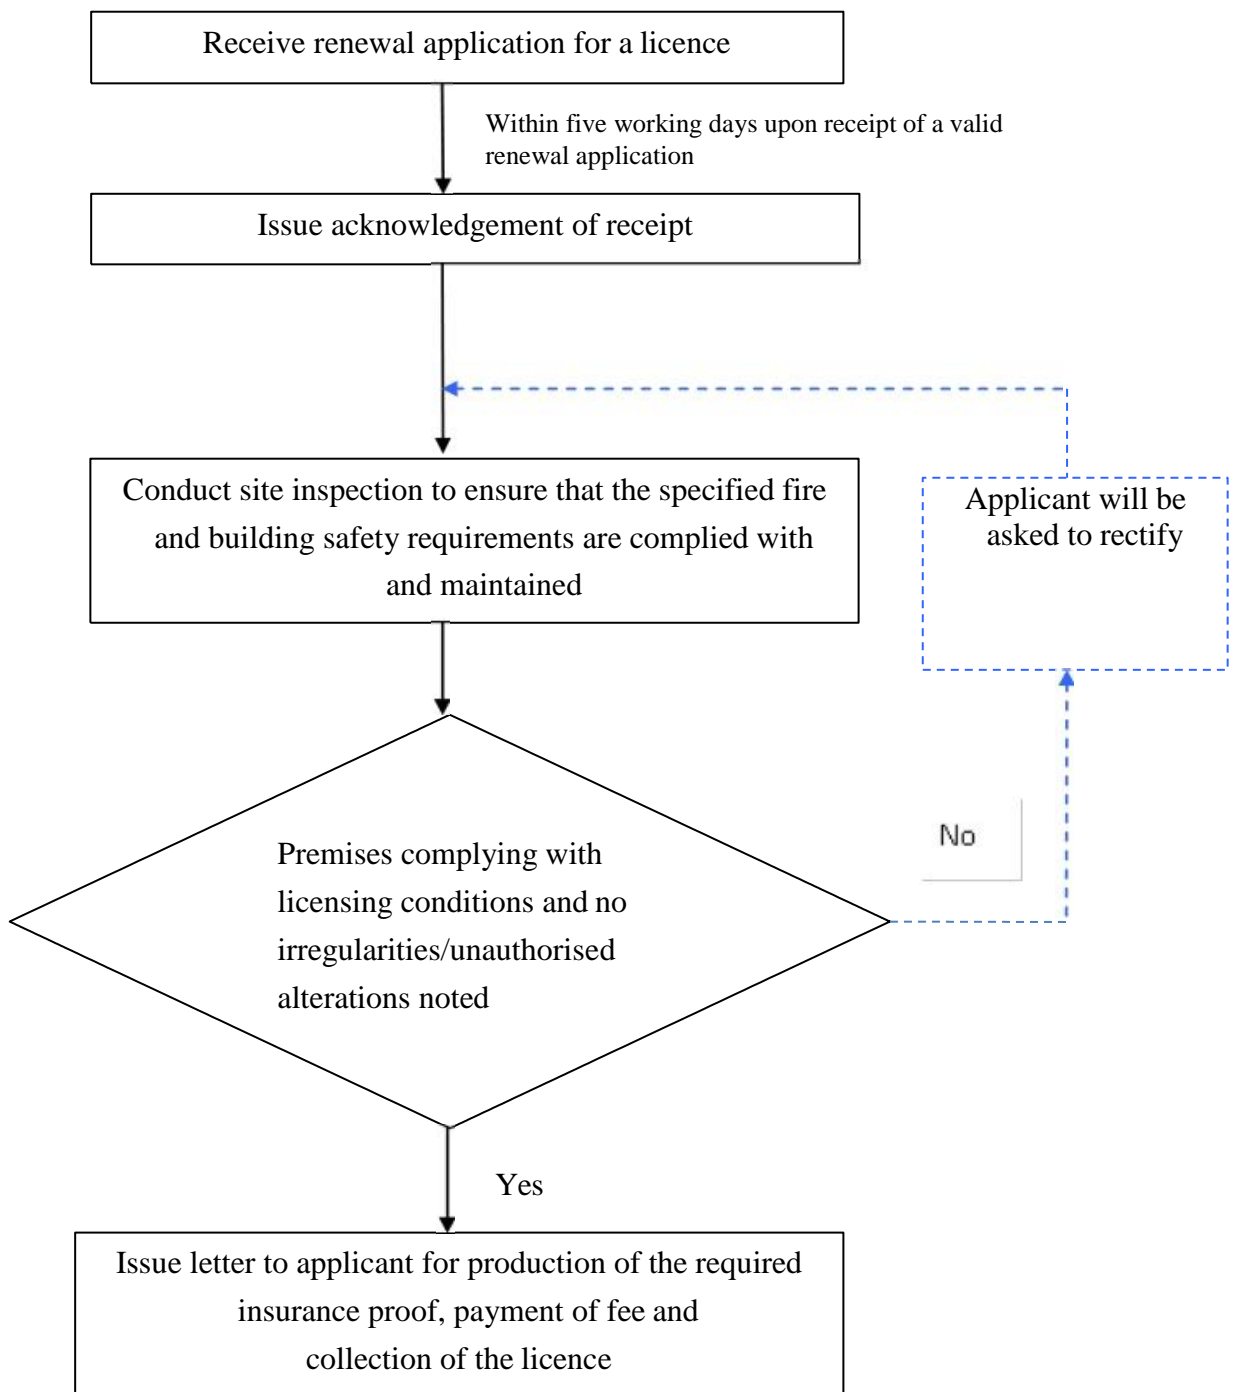 Receive renewal application for a licence
Within five working days upon receipt of a valid
renewal application
Issue acknowledgement of receipt
Conduct site inspection to ensure that the specified fire
and building safety requirements are complied with
and maintained
Applicant will be
asked to rectify
No
Premises complying with
licensing conditions and no
irregularities/unauthorised
alterations noted
Yes
Issue letter to applicant for production of the required
insurance proof, payment of fee and
collection of the licence